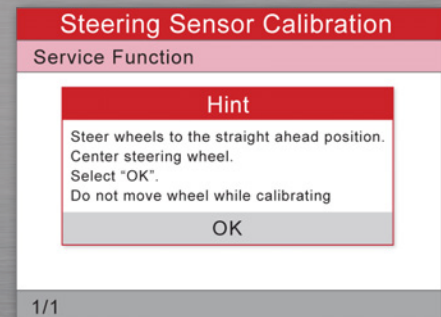 Steering Sensor Calibration
Service Function
Hint
Steer wheels to the straight ahead position.
Center steering wheel.
Select “OK”.
Do not move wheel while calibrating
OK
1/1